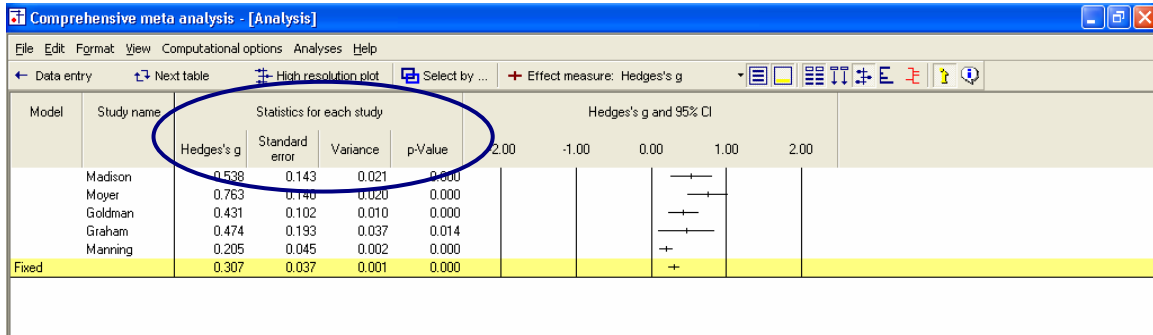 Comprehensive meta analysis - [Analysis]
File Edit Format View Computational options Analyses Help
← Data entry Next table High resolution plot Select by ... + Effect measure: Hedges's g
Model Study name Statistics for each study Hedges's g and 95% CI
Hedges's g Standard error Variance p-Value -2.00 -1.00 0.00 1.00 2.00
Madison 0.538 0.143 0.021 0.000
Moyer 0.763 0.140 0.020 0.000
Goldman 0.431 0.102 0.010 0.000
Graham 0.474 0.193 0.037 0.014
Manning 0.205 0.045 0.002 0.000
Fixed 0.307 0.037 0.001 0.000